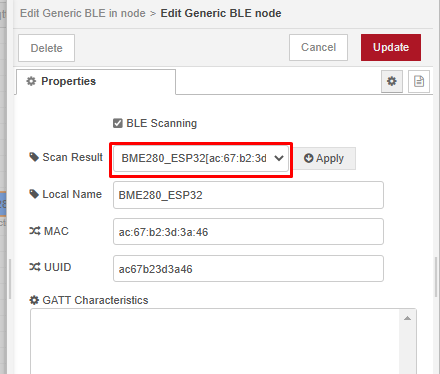 Edit Generic BLE in node > Edit Generic BLE node
Delete
Cancel
Update
Properties
BLE Scanning
Scan Result
BME280_ESP32[ac:67:b2:3d
Apply
Local Name
BME280_ESP32
MAC
ac:67:b2:3d:3a:46
UUID
ac67b23d3a46
GATT Characteristics